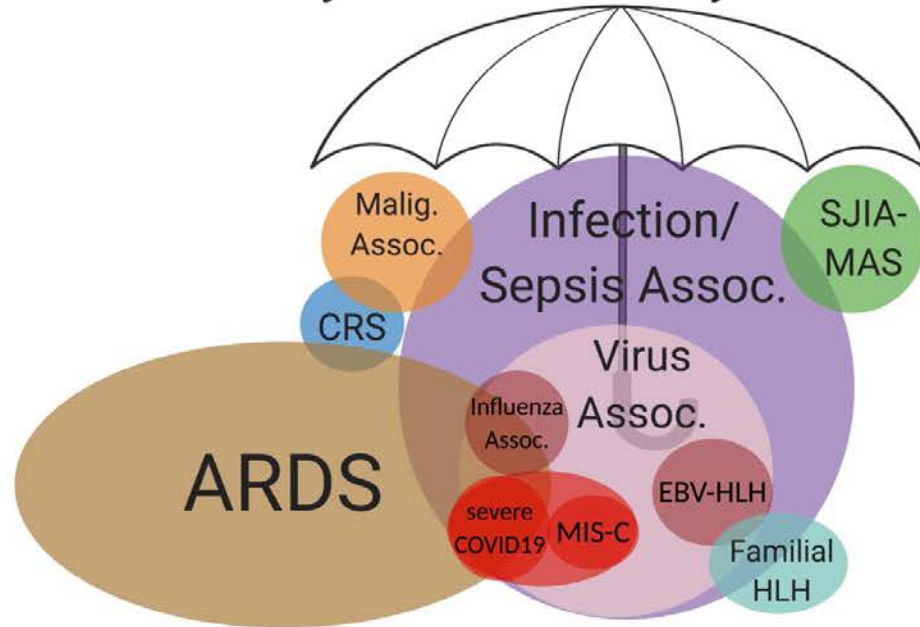 Malig.
Assoc.
Infection/
Sepsis Assoc.
SJIA-
MAS
CRS
Virus
Assoc.
Influenza
Assoc.
ARDS
EBV-HLH
severe
COVID19
MIS-C
Familial
HLH